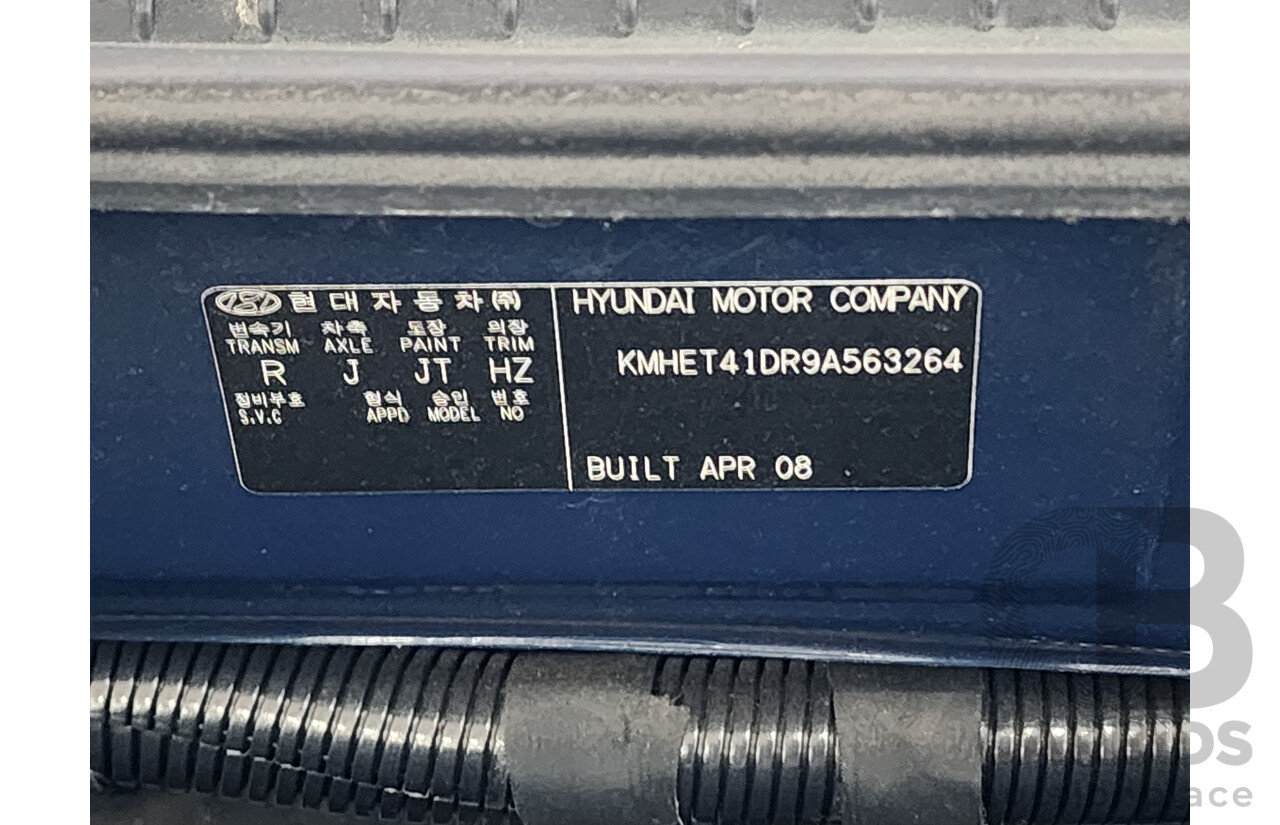 현대자동차(주)
변속기 차축 도장 의장
TRANSM AXLE PAINT TRIM
R J JT HZ
정비부호 형식 승인 번호
S.V.C APPD MODEL NO
HYUNDAI MOTOR COMPANY
KMHET41DR9A563264
BUILT APR 08